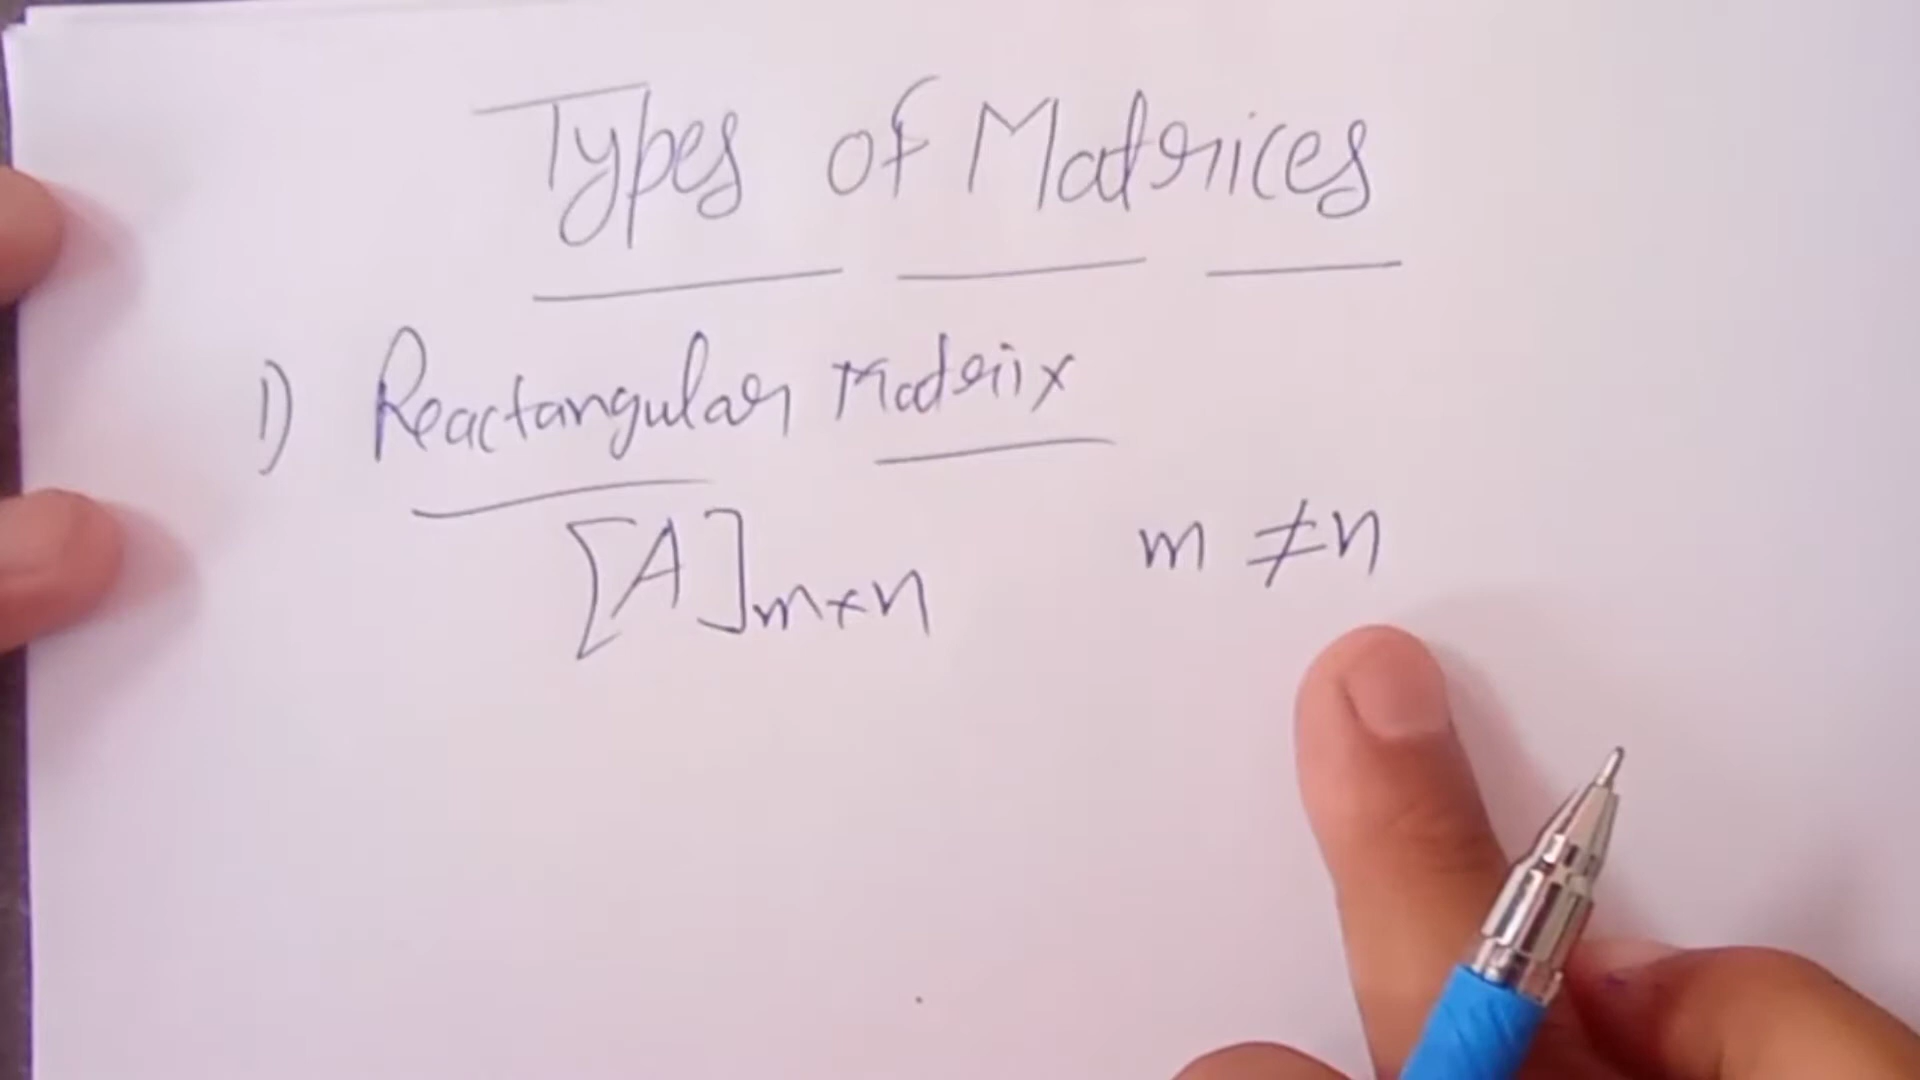 Types of Matrices
1) Reactangular Matrix
[A]m×n m ≠ n